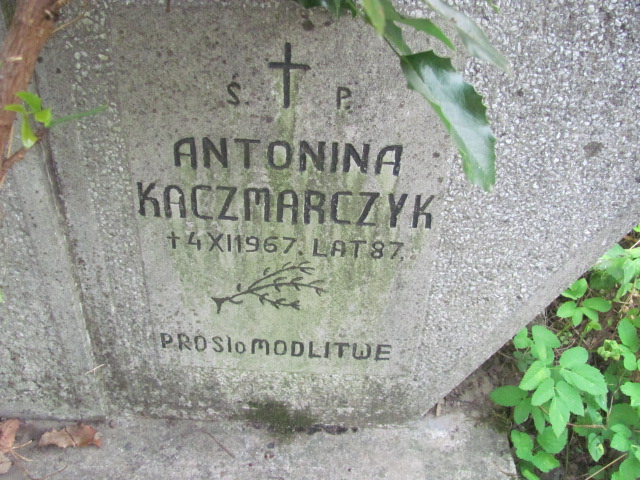 Ś. P.
ANTONINA
KACZMARCZYK
+ 4 XI 1967. LAT 87.
PROSI o MODLITWE